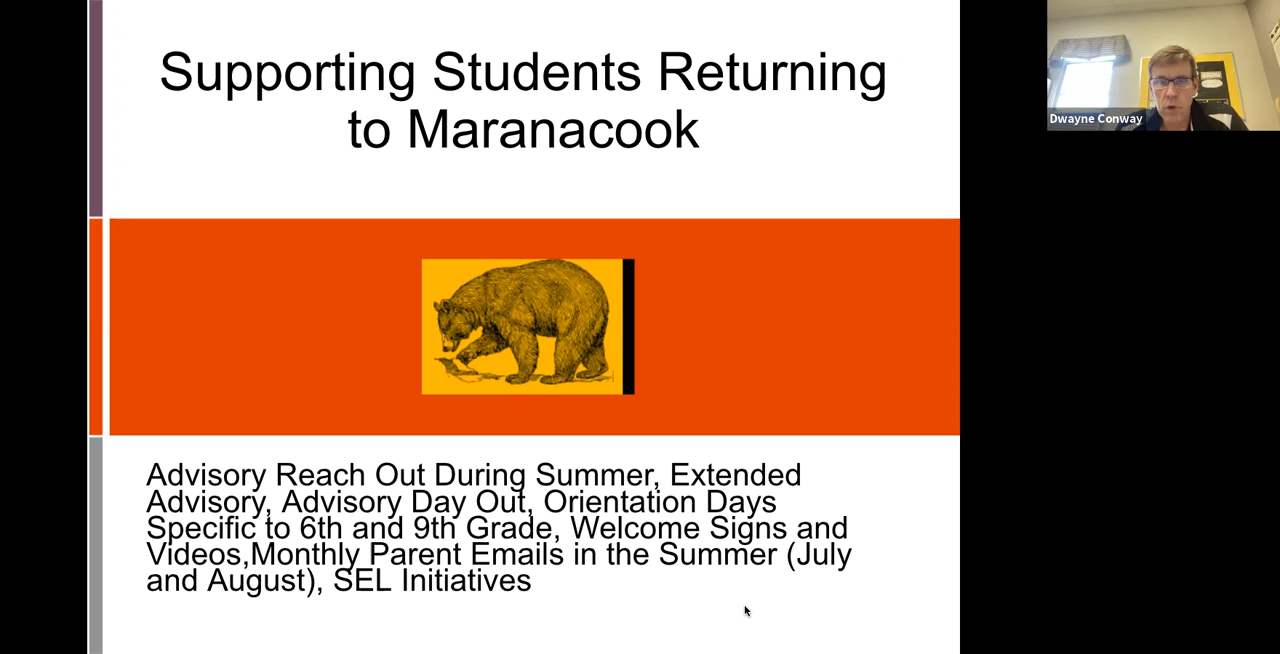 Supporting Students Returning
to Maranacook
Dwayne Conway
Advisory Reach Out During Summer, Extended
Advisory, Advisory Day Out, Orientation Days
Specific to 6th and 9th Grade, Welcome Signs and
Videos,Monthly Parent Emails in the Summer (July
and August), SEL Initiatives